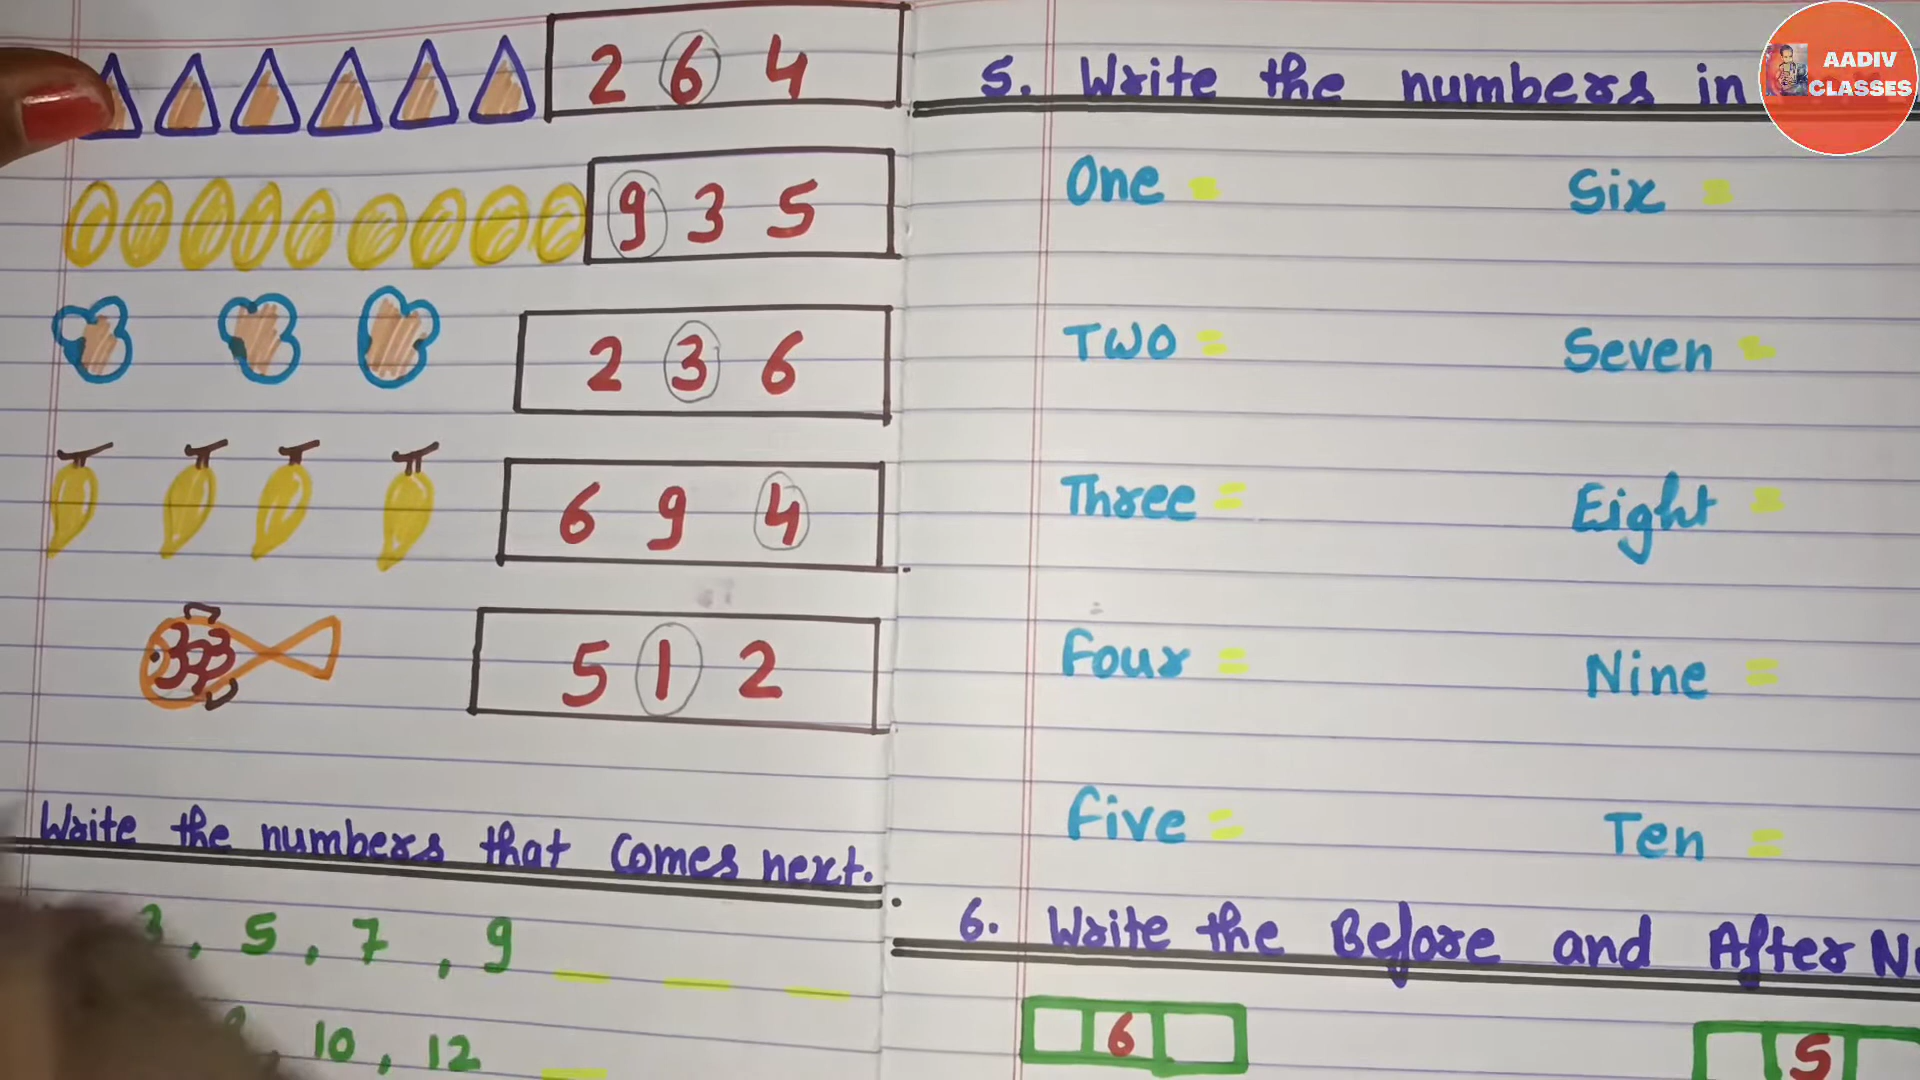 2 6 4
9 3 5
2 3 6
6 9 4
5 1 2
Write the numbers that comes next.
3, 5, 7, 9
10, 12
5. Write the numbers in
One = Six =
Two = Seven =
Three = Eight =
Four = Nine =
Five = Ten =
6. Write the Before and After
6
5
AADIV
CLASSES